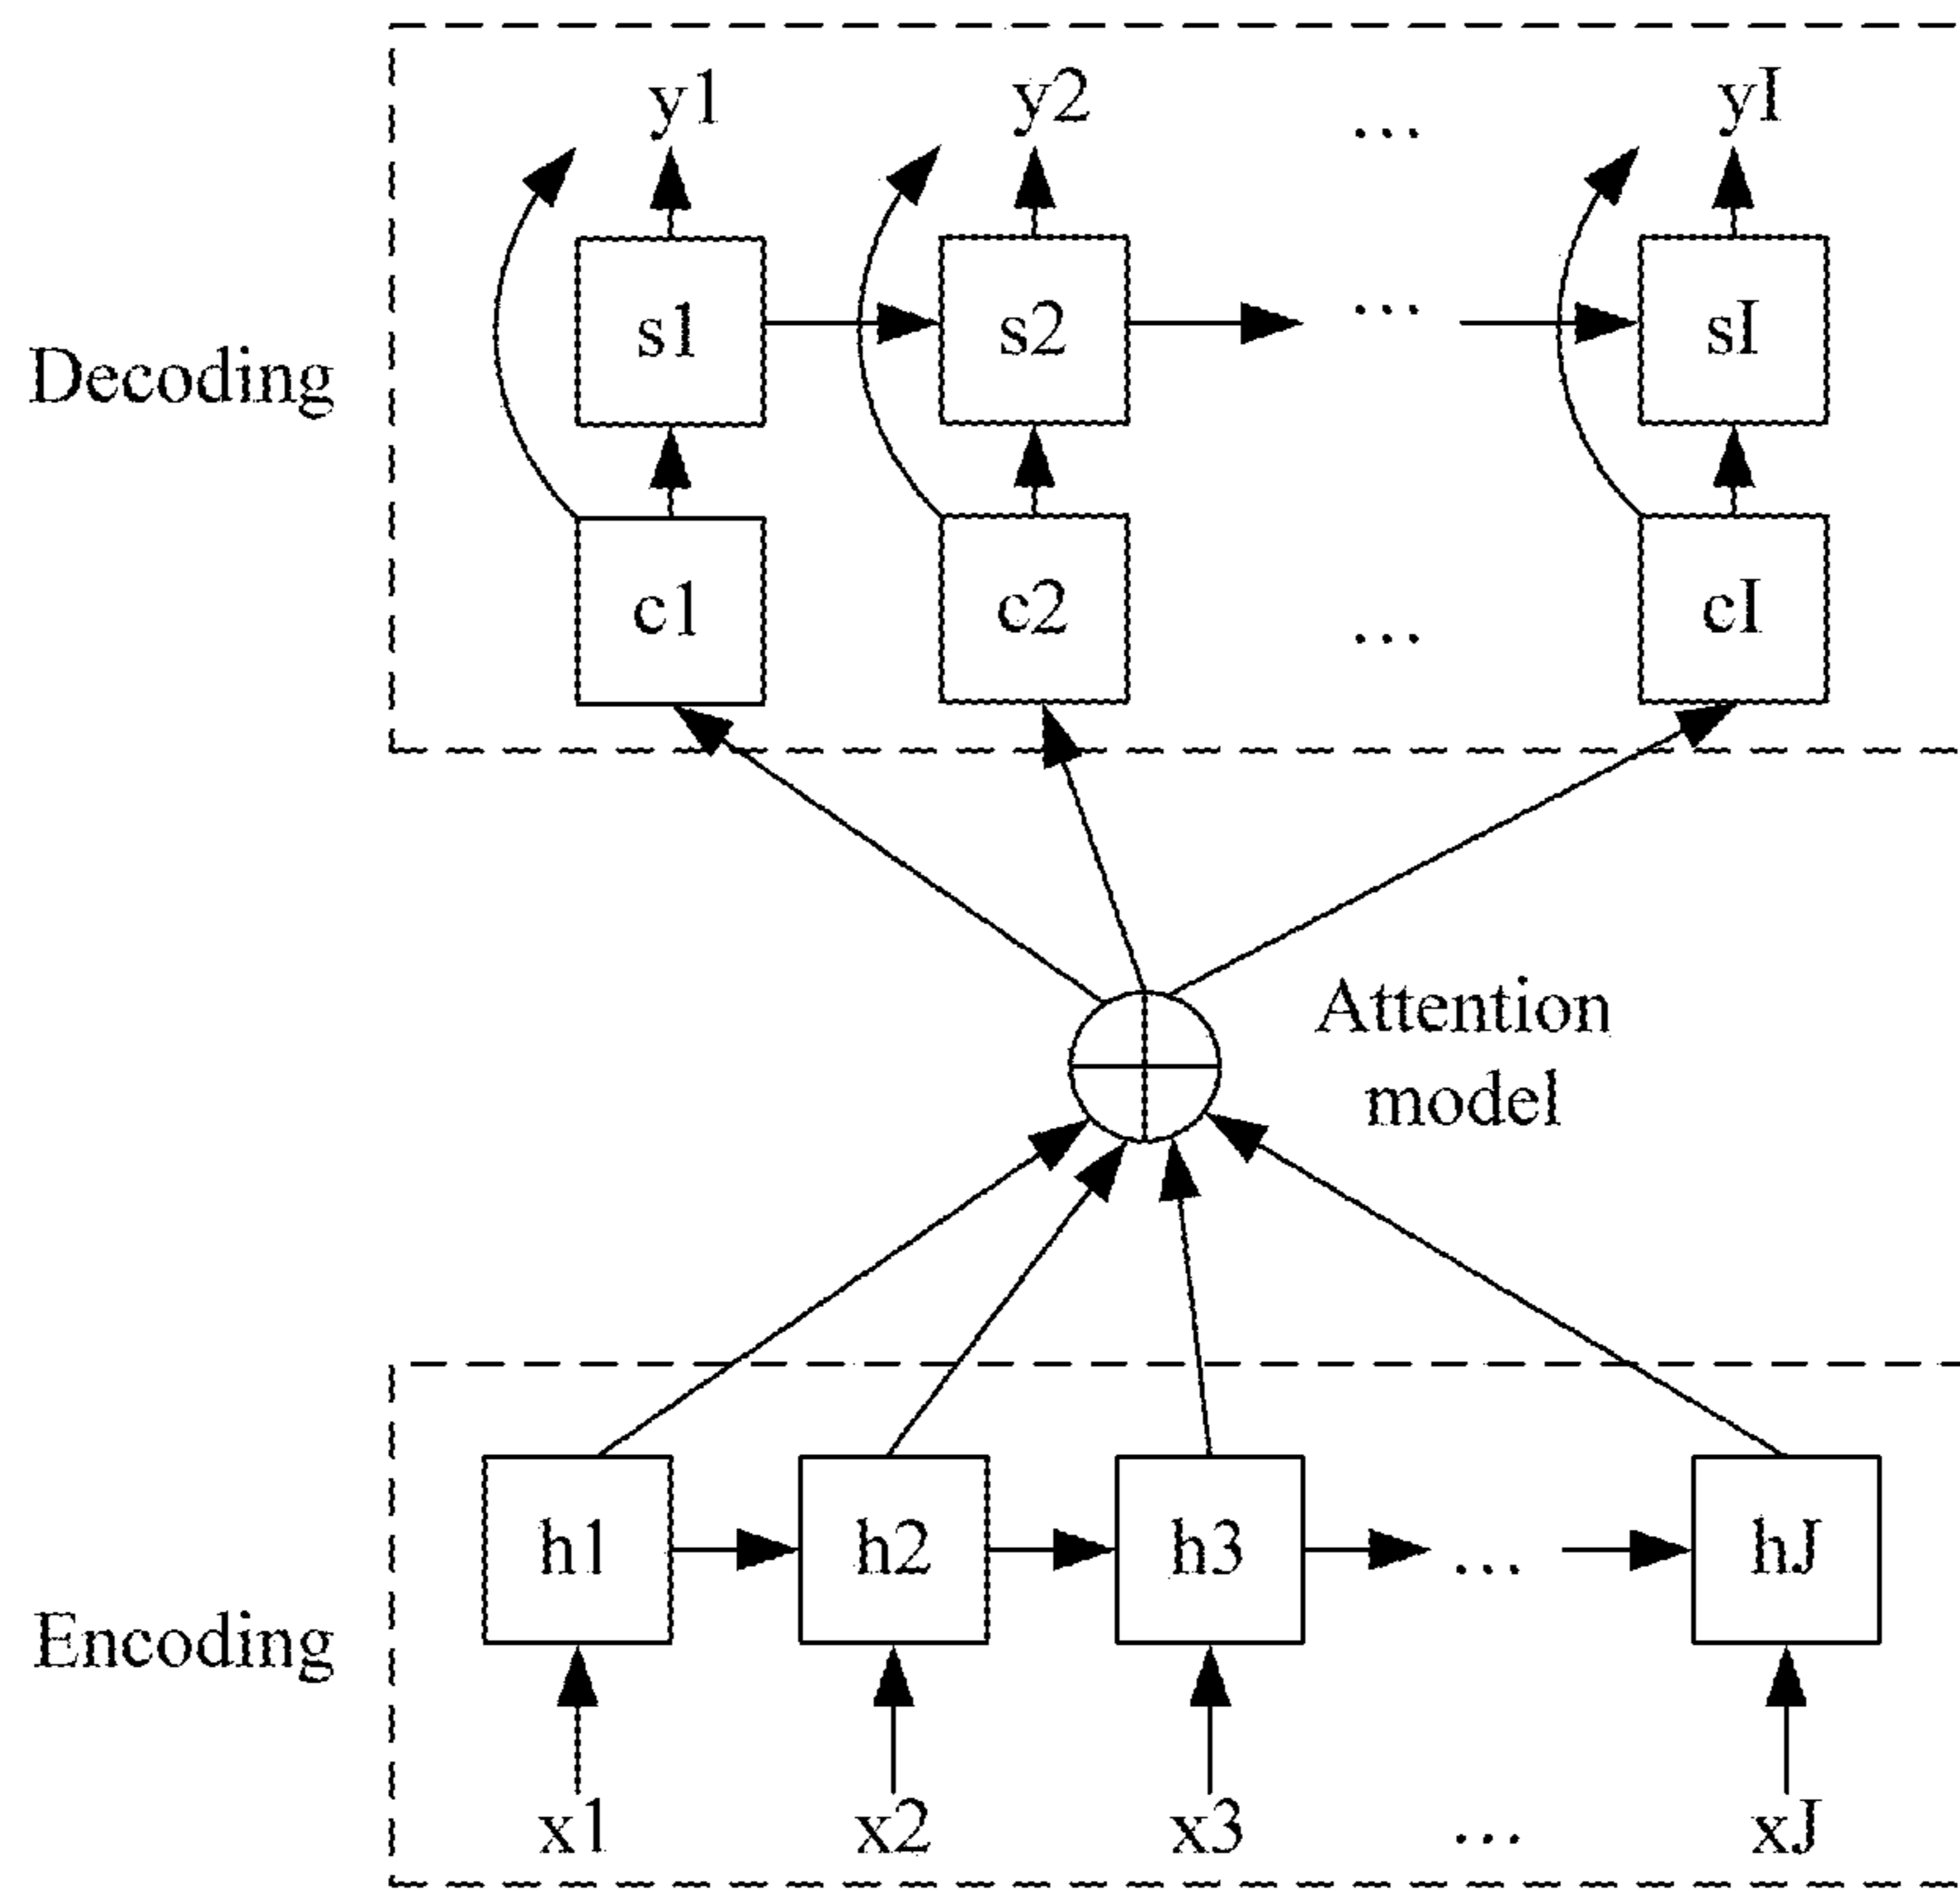 y1 y2 ... yI
Decoding
s1 s2 ... sI
c1 c2 ... cI
Attention
model
h1 h2 h3 ... hJ
Encoding
x1 x2 x3 ... xJ